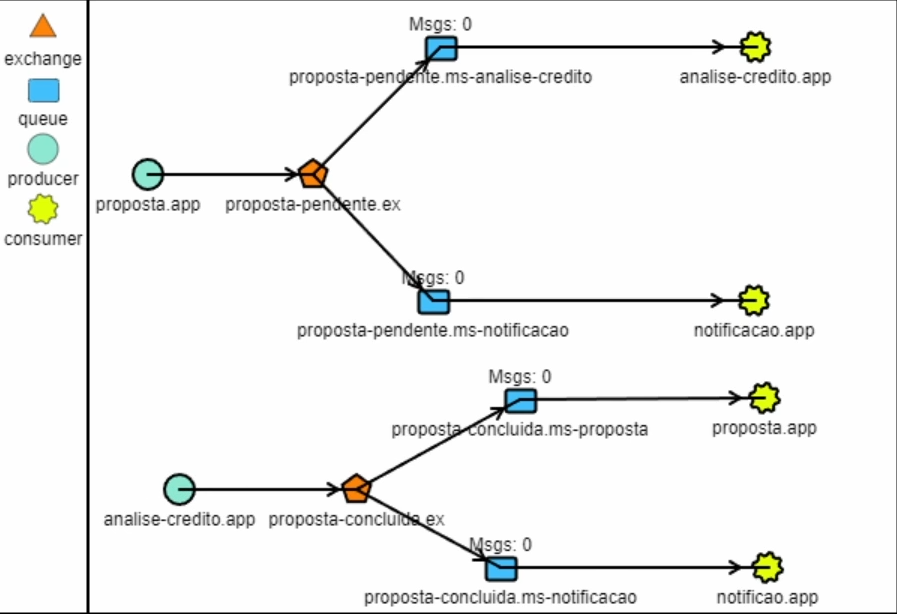 exchange
queue
producer
consumer
Msgs: 0
proposta-pendente.ms-analise-credito
analise-credito.app
proposta.app
proposta-pendente.ex
Msgs: 0
proposta-pendente.ms-notificacao
notificacao.app
Msgs: 0
proposta-concluida.ms-proposta
proposta.app
analise-credito.app
proposta-concluida.ex
Msgs: 0
proposta-concluida.ms-notificacao
notificao.app